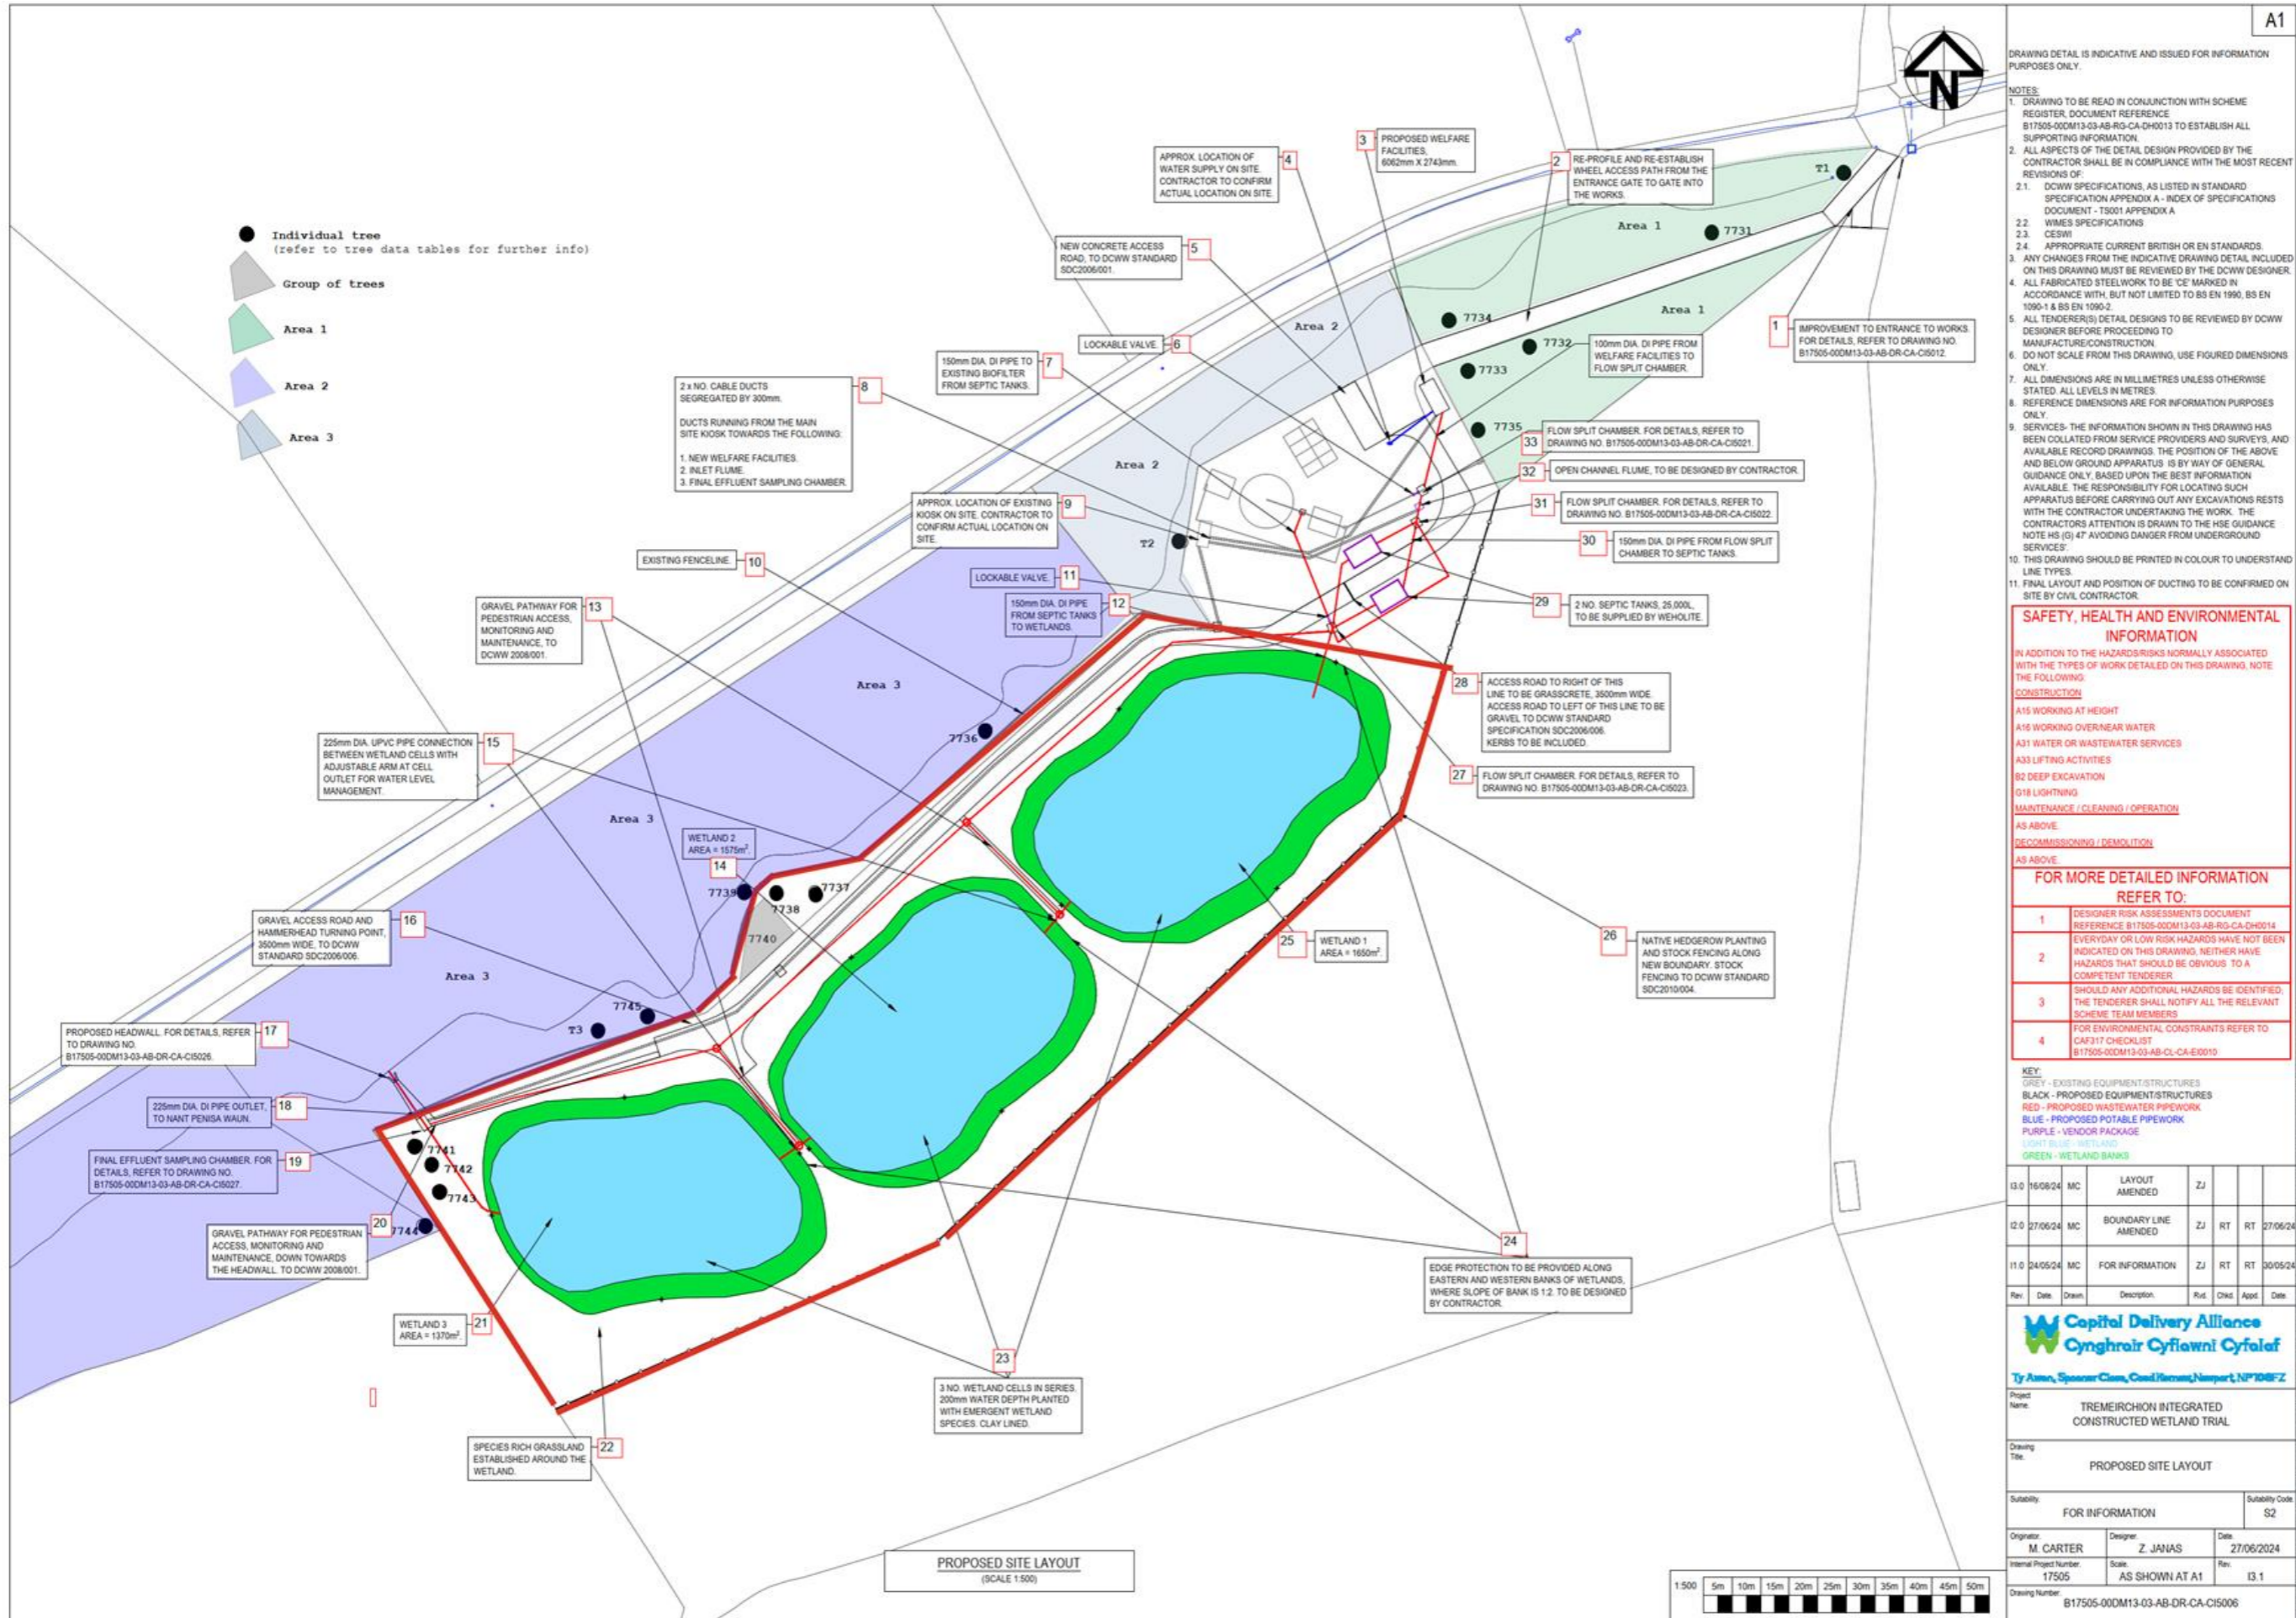 A1
DRAWING DETAIL IS INDICATIVE AND ISSUED FOR INFORMATION
PURPOSES ONLY.
NOTES:
1. DRAWING TO BE READ IN CONJUNCTION WITH SCHEME
REGISTER, DOCUMENT REFERENCE
B17505-00DM13-03-AB-RG-CA-DH0013 TO ESTABLISH ALL
SUPPORTING INFORMATION.
2. ALL ASPECTS OF THE DETAIL DESIGN PROVIDED BY THE
CONTRACTOR SHALL BE IN COMPLIANCE WITH THE MOST RECENT
REVISIONS OF:
2.1. DCWW SPECIFICATIONS, AS LISTED IN STANDARD
SPECIFICATION APPENDIX A - INDEX OF SPECIFICATIONS
DOCUMENT - TS001 APPENDIX A
2.2. WIMES SPECIFICATIONS
2.3. CESWI
2.4. APPROPRIATE CURRENT BRITISH OR EN STANDARDS.
3. ANY CHANGES FROM THE INDICATIVE DRAWING DETAIL INCLUDED
ON THIS DRAWING MUST BE REVIEWED BY THE DCWW DESIGNER.
4. ALL FABRICATED STEELWORK TO BE 'CE' MARKED IN
ACCORDANCE WITH, BUT NOT LIMITED TO BS EN 1990, BS EN
1090-1 & BS EN 1090-2.
5. ALL TENDERER(S) DETAIL DESIGNS TO BE REVIEWED BY DCWW
DESIGNER BEFORE PROCEEDING TO
MANUFACTURE/CONSTRUCTION.
6. DO NOT SCALE FROM THIS DRAWING, USE FIGURED DIMENSIONS
ONLY.
7. ALL DIMENSIONS ARE IN MILLIMETRES UNLESS OTHERWISE
STATED. ALL LEVELS IN METRES.
8. REFERENCE DIMENSIONS ARE FOR INFORMATION PURPOSES
ONLY.
9. SERVICES- THE INFORMATION SHOWN IN THIS DRAWING HAS
BEEN COLLATED FROM SERVICE PROVIDERS AND SURVEYS, AND
AVAILABLE RECORD DRAWINGS. THE POSITION OF THE ABOVE
AND BELOW GROUND APPARATUS IS BY WAY OF GENERAL
GUIDANCE ONLY, BASED UPON THE BEST INFORMATION
AVAILABLE. THE RESPONSIBILITY FOR LOCATING SUCH
APPARATUS BEFORE CARRYING OUT ANY EXCAVATIONS RESTS
WITH THE CONTRACTOR UNDERTAKING THE WORK. THE
CONTRACTORS ATTENTION IS DRAWN TO THE HSE GUIDANCE
NOTE HS (G) 47' AVOIDING DANGER FROM UNDERGROUND
SERVICES'.
10. THIS DRAWING SHOULD BE PRINTED IN COLOUR TO UNDERSTAND
LINE TYPES.
11. FINAL LAYOUT AND POSITION OF DUCTING TO BE CONFIRMED ON
SITE BY CIVIL CONTRACTOR.
SAFETY, HEALTH AND ENVIRONMENTAL
INFORMATION
IN ADDITION TO THE HAZARDS/RISKS NORMALLY ASSOCIATED
WITH THE TYPES OF WORK DETAILED ON THIS DRAWING, NOTE
THE FOLLOWING:
CONSTRUCTION
A15 WORKING AT HEIGHT
A16 WORKING OVER/NEAR WATER
A31 WATER OR WASTEWATER SERVICES
A33 LIFTING ACTIVITIES
B2 DEEP EXCAVATION
G18 LIGHTNING
MAINTENANCE / CLEANING / OPERATION
AS ABOVE.
DECOMMISSIONING / DEMOLITION
AS ABOVE.
FOR MORE DETAILED INFORMATION
REFER TO:
1 DESIGNER RISK ASSESSMENTS DOCUMENT
REFERENCE B17505-00DM13-03-AB-RG-CA-DH0014
2 EVERYDAY OR LOW RISK HAZARDS HAVE NOT BEEN
INDICATED ON THIS DRAWING, NEITHER HAVE
HAZARDS THAT SHOULD BE OBVIOUS TO A
COMPETENT TENDERER
3 SHOULD ANY ADDITIONAL HAZARDS BE IDENTIFIED,
THE TENDERER SHALL NOTIFY ALL THE RELEVANT
SCHEME TEAM MEMBERS
4 FOR ENVIRONMENTAL CONSTRAINTS REFER TO
CAF317 CHECKLIST
B17505-00DM13-03-AB-CL-CA-EI0010
KEY:
GREY - EXISTING EQUIPMENT/STRUCTURES
BLACK - PROPOSED EQUIPMENT/STRUCTURES
RED - PROPOSED WASTEWATER PIPEWORK
BLUE - PROPOSED POTABLE PIPEWORK
PURPLE - VENDOR PACKAGE
LIGHT BLUE - WETLAND
GREEN - WETLAND BANKS
I3.0 16/08/24 MC LAYOUT AMENDED ZJ
I2.0 27/06/24 MC BOUNDARY LINE AMENDED ZJ RT RT 27/06/24
I1.0 24/05/24 MC FOR INFORMATION ZJ RT RT 30/05/24
Rev. Date. Drawn. Description. Rvd. Chkd. Appd. Date.
Capital Delivery Alliance
Cynghrair Cyflawni Cyfalaf
Project
Name.
TREMEIRCHION INTEGRATED
CONSTRUCTED WETLAND TRIAL
Drawing
Title.
PROPOSED SITE LAYOUT
Suitability.
FOR INFORMATION
Suitability Code.
S2
Originator. Designer. Date.
M. CARTER Z. JANAS 27/06/2024
Internal Project Number. Scale. Rev.
17505 AS SHOWN AT A1 I3.1
Drawing Number.
B17505-00DM13-03-AB-DR-CA-CI5006
N
Individual tree
(refer to tree data tables for further info)
Group of trees
Area 1
Area 2
Area 3
1
IMPROVEMENT TO ENTRANCE TO WORKS.
FOR DETAILS, REFER TO DRAWING NO.
B17505-00DM13-03-AB-DR-CA-CI5012.
2
RE-PROFILE AND RE-ESTABLISH
WHEEL ACCESS PATH FROM THE
ENTRANCE GATE TO GATE INTO
THE WORKS.
3
PROPOSED WELFARE
FACILITIES,
6062mm X 2743mm.
4
APPROX. LOCATION OF
WATER SUPPLY ON SITE.
CONTRACTOR TO CONFIRM
ACTUAL LOCATION ON SITE.
5
NEW CONCRETE ACCESS
ROAD, TO DCWW STANDARD
SDC2006/001.
6
LOCKABLE VALVE.
7
150mm DIA. DI PIPE TO
EXISTING BIOFILTER
FROM SEPTIC TANKS.
8
2 x NO. CABLE DUCTS
SEGREGATED BY 300mm.
DUCTS RUNNING FROM THE MAIN
SITE KIOSK TOWARDS THE FOLLOWING:
1. NEW WELFARE FACILITIES.
2. INLET FLUME.
3. FINAL EFFLUENT SAMPLING CHAMBER.
9
APPROX. LOCATION OF EXISTING
KIOSK ON SITE. CONTRACTOR TO
CONFIRM ACTUAL LOCATION ON
SITE.
10
EXISTING FENCELINE.
11
LOCKABLE VALVE.
12
150mm DIA. DI PIPE
FROM SEPTIC TANKS
TO WETLANDS.
13
GRAVEL PATHWAY FOR
PEDESTRIAN ACCESS,
MONITORING AND
MAINTENANCE, TO
DCWW 2008/001.
14
WETLAND 2
AREA = 1575m².
15
225mm DIA. UPVC PIPE CONNECTION
BETWEEN WETLAND CELLS WITH
ADJUSTABLE ARM AT CELL
OUTLET FOR WATER LEVEL
MANAGEMENT.
16
GRAVEL ACCESS ROAD AND
HAMMERHEAD TURNING POINT,
3500mm WIDE, TO DCWW
STANDARD SDC2006/006.
17
PROPOSED HEADWALL. FOR DETAILS, REFER
TO DRAWING NO.
B17505-00DM13-03-AB-DR-CA-CI5026.
18
225mm DIA. DI PIPE OUTLET,
TO NANT PENISA WAUN.
19
FINAL EFFLUENT SAMPLING CHAMBER. FOR
DETAILS, REFER TO DRAWING NO.
B17505-00DM13-03-AB-DR-CA-CI5027.
20
GRAVEL PATHWAY FOR PEDESTRIAN
ACCESS, MONITORING AND
MAINTENANCE, DOWN TOWARDS
THE HEADWALL. TO DCWW 2008/001.
21
WETLAND 3
AREA = 1370m².
22
SPECIES RICH GRASSLAND
ESTABLISHED AROUND THE
WETLAND.
23
3 NO. WETLAND CELLS IN SERIES.
200mm WATER DEPTH PLANTED
WITH EMERGENT WETLAND
SPECIES. CLAY LINED.
24
EDGE PROTECTION TO BE PROVIDED ALONG
EASTERN AND WESTERN BANKS OF WETLANDS,
WHERE SLOPE OF BANK IS 1:2. TO BE DESIGNED
BY CONTRACTOR.
25
WETLAND 1
AREA = 1650m².
26
NATIVE HEDGEROW PLANTING
AND STOCK FENCING ALONG
NEW BOUNDARY. STOCK
FENCING TO DCWW STANDARD
SDC2010/004.
27
FLOW SPLIT CHAMBER. FOR DETAILS, REFER TO
DRAWING NO. B17505-00DM13-03-AB-DR-CA-CI5023.
28
ACCESS ROAD TO RIGHT OF THIS
LINE TO BE GRASSCRETE, 3500mm WIDE.
ACCESS ROAD TO LEFT OF THIS LINE TO BE
GRAVEL TO DCWW STANDARD
SPECIFICATION SDC2006/006.
KERBS TO BE INCLUDED.
29
2 NO. SEPTIC TANKS, 25,000L,
TO BE SUPPLIED BY WEHOLITE.
30
150mm DIA. DI PIPE FROM FLOW SPLIT
CHAMBER TO SEPTIC TANKS.
31
FLOW SPLIT CHAMBER. FOR DETAILS, REFER TO
DRAWING NO. B17505-00DM13-03-AB-DR-CA-CI5022.
32
OPEN CHANNEL FLUME, TO BE DESIGNED BY CONTRACTOR.
33
FLOW SPLIT CHAMBER. FOR DETAILS, REFER TO
DRAWING NO. B17505-00DM13-03-AB-DR-CA-CI5021.
100mm DIA. DI PIPE FROM
WELFARE FACILITIES TO
FLOW SPLIT CHAMBER.
T1
Area 1
7731
Area 1
7734
7732
7733
7735
Area 2
Area 2
T2
Area 3
7736
Area 3
7739
7738
7737
7740
Area 3
7745
T3
7741
7742
7743
7744
PROPOSED SITE LAYOUT
(SCALE 1:500)
1:500 5m 10m 15m 20m 25m 30m 35m 40m 45m 50m